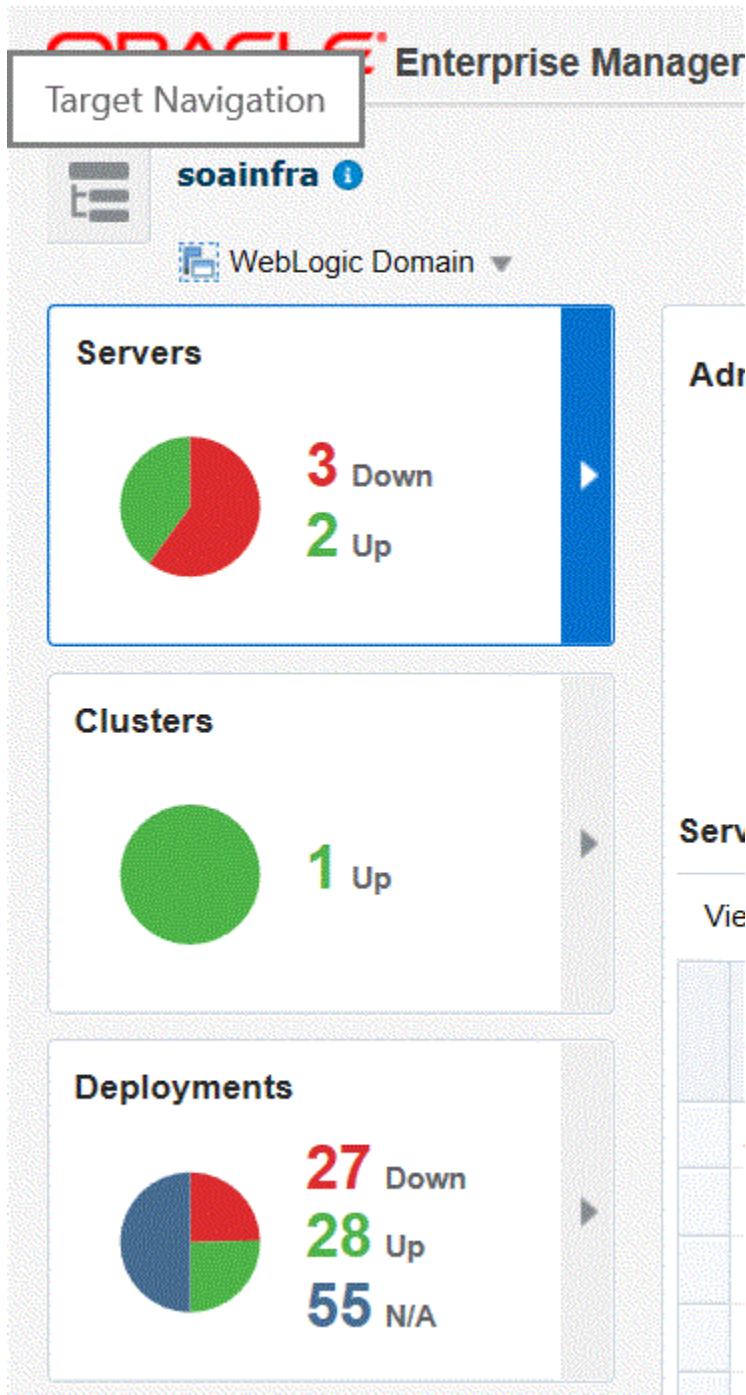 Enterprise Manager
Target Navigation
soainfra
WebLogic Domain
Servers
3 Down
2 Up
Clusters
1 Up
Deployments
27 Down
28 Up
55 N/A